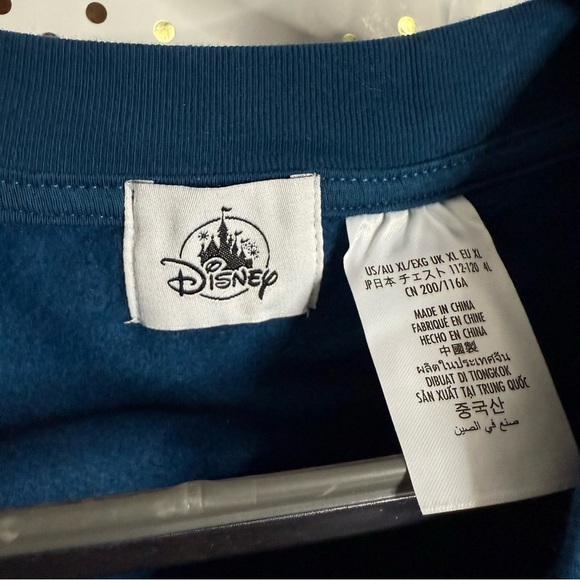 Disney
US/AU XL/EXG UK XL EU XL
JP日本 チェスト 112-120 4L
CN 200/116A
MADE IN CHINA
FABRIQUÉ EN CHINE
HECHO EN CHINA
中國製
ผลิตในประเทศจีน
DIBUAT DI TIONGKOK
SẢN XUẤT TẠI TRUNG QUỐC
중국산
صنع في الصين